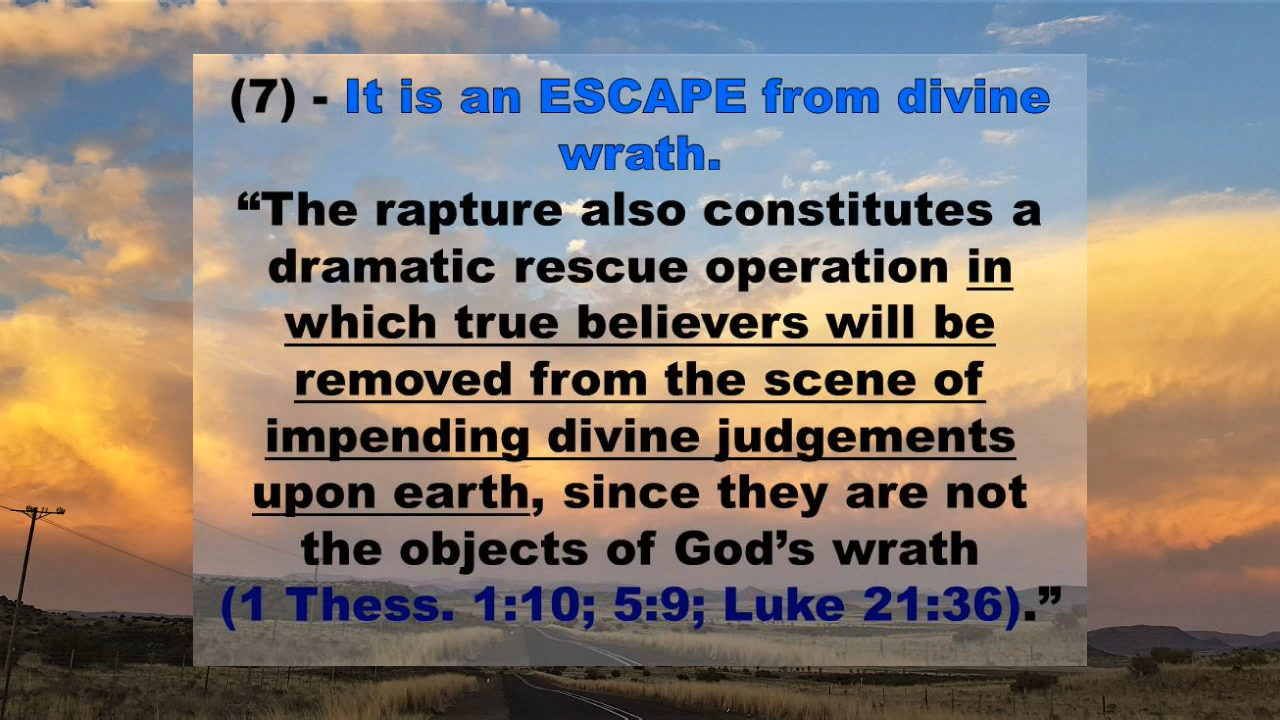 (7) - It is an ESCAPE from divine
wrath.
“The rapture also constitutes a
dramatic rescue operation in
which true believers will be
removed from the scene of
impending divine judgements
upon earth, since they are not
the objects of God’s wrath
(1 Thess. 1:10; 5:9; Luke 21:36).”